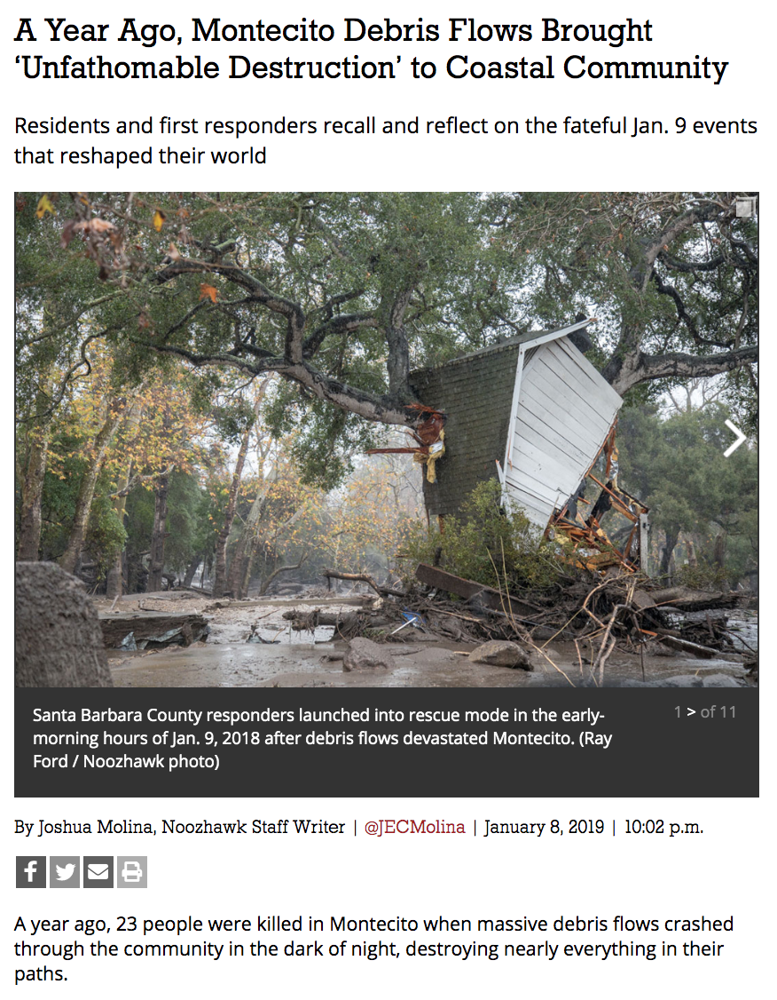 A Year Ago, Montecito Debris Flows Brought
‘Unfathomable Destruction’ to Coastal Community
Residents and first responders recall and reflect on the fateful Jan. 9 events
that reshaped their world
Santa Barbara County responders launched into rescue mode in the early-
morning hours of Jan. 9, 2018 after debris flows devastated Montecito. (Ray
Ford / Noozhawk photo)
1 > of 11
By Joshua Molina, Noozhawk Staff Writer | @JECMolina | January 8, 2019 | 10:02 p.m.
A year ago, 23 people were killed in Montecito when massive debris flows crashed
through the community in the dark of night, destroying nearly everything in their
paths.